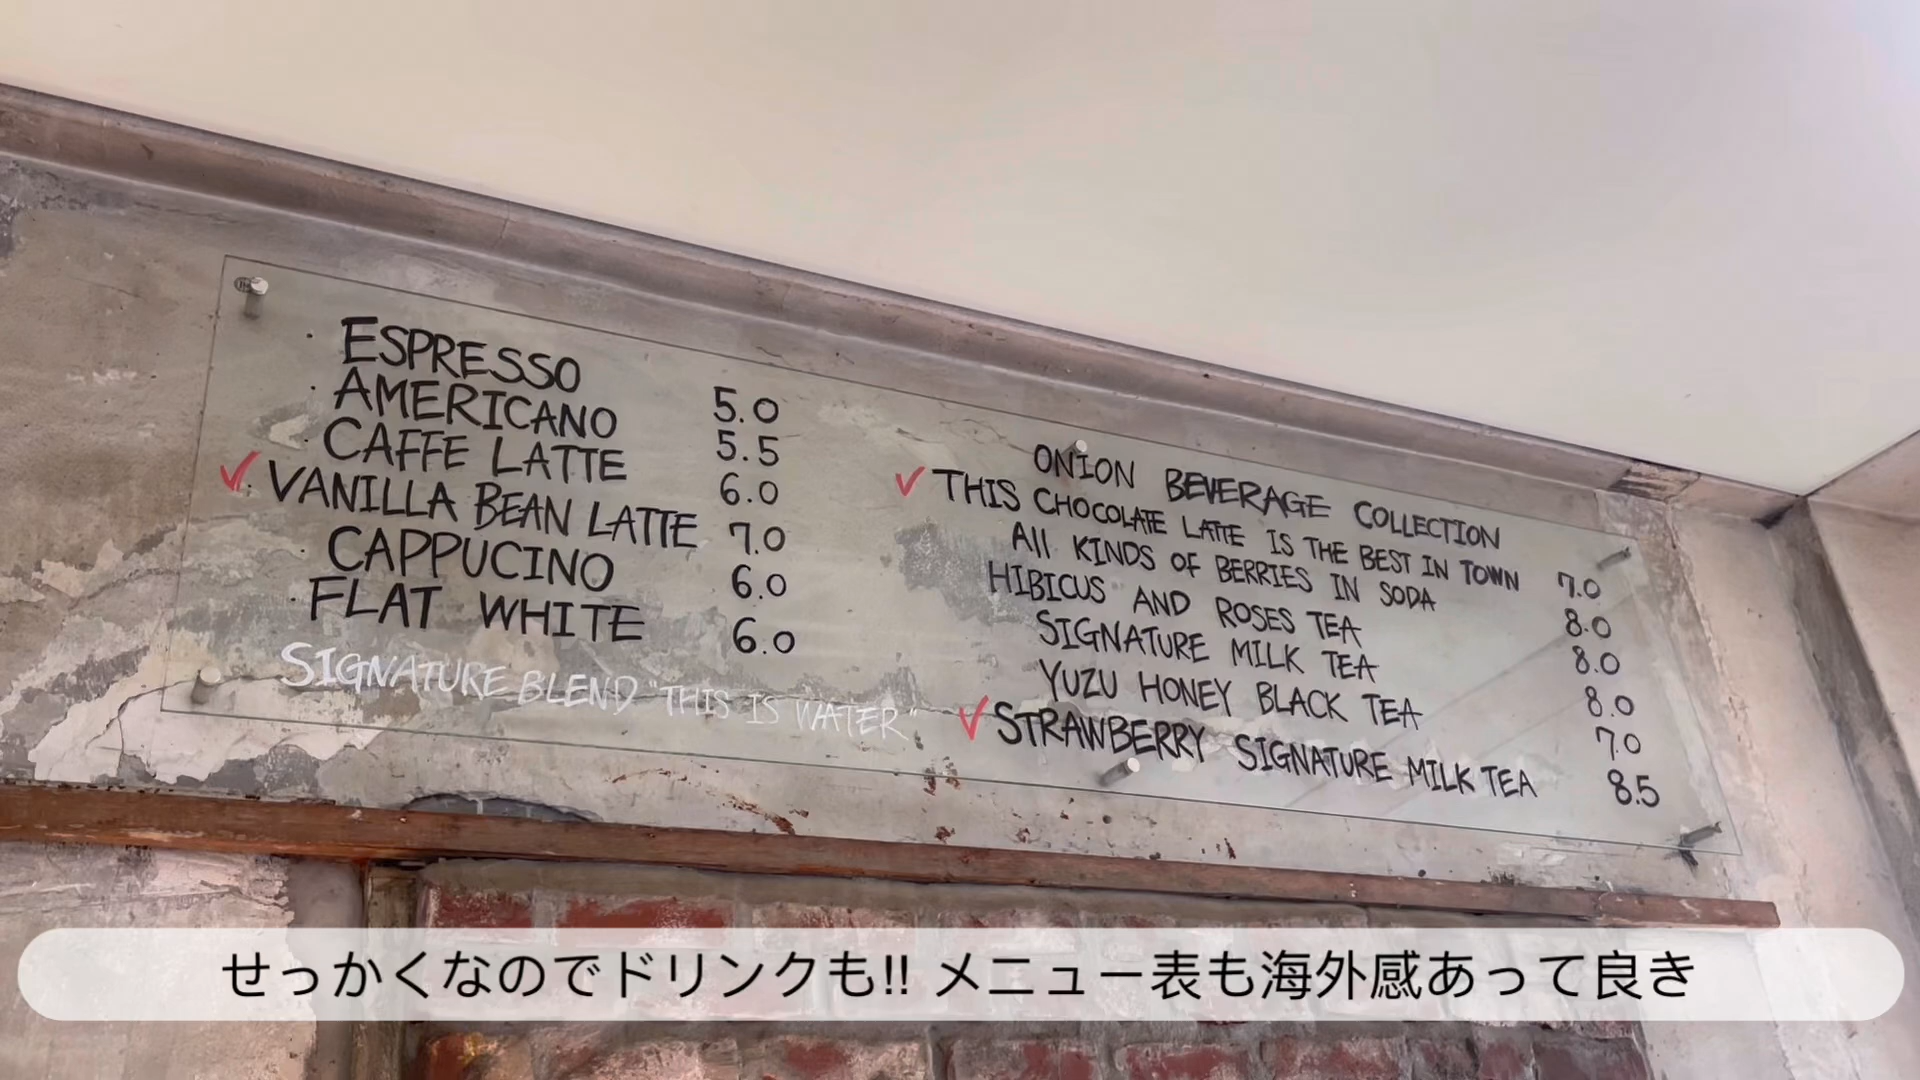 ESPRESSO 5.0
AMERICANO 5.5
CAFFE LATTE 6.0
✓ VANILLA BEAN LATTE 7.0
CAPPUCINO 6.0
FLAT WHITE 6.0
SIGNATURE BLEND "THIS IS WATER"
ONION BEVERAGE COLLECTION
✓ THIS CHOCOLATE LATTE IS THE BEST IN TOWN 7.0
All KINDS OF BERRIES IN SODA 8.0
HIBICUS AND ROSES TEA 8.0
SIGNATURE MILK TEA 8.0
YUZU HONEY BLACK TEA 7.0
✓ STRAWBERRY SIGNATURE MILK TEA 8.5
せっかくなのでドリンクも!! メニュー表も海外感あって良き